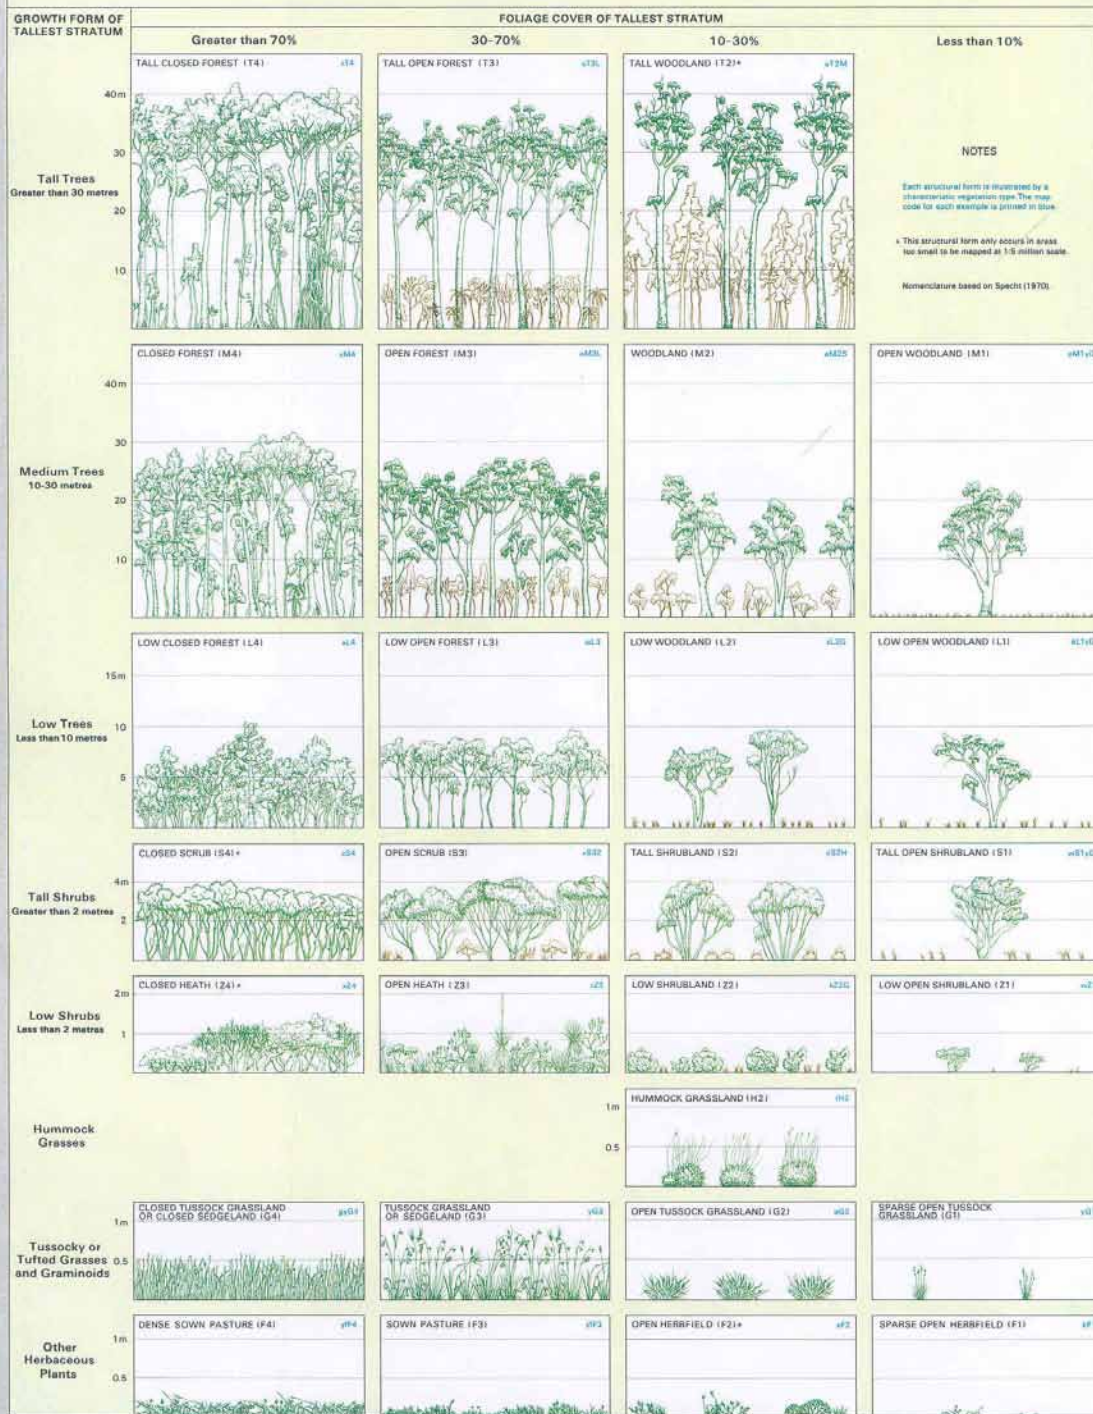 GROWTH FORM OF
TALLEST STRATUM
FOLIAGE COVER OF TALLEST STRATUM
Greater than 70%
30-70%
10-30%
Less than 10%
Tall Trees
Greater than 30 metres
40m
30
20
10
TALL CLOSED FOREST (T4)
TALL OPEN FOREST (T3)
eT3L
TALL WOODLAND (T2)*
eT2M
NOTES
Each structural form is illustrated by a
characteristic vegetation type. The map
code for each example is printed in blue.
* This structural form only occurs in areas
too small to be mapped at 1:5 million scale.
Nomenclature based on Specht (1970).
Medium Trees
10-30 metres
40m
30
20
10
CLOSED FOREST (M4)
xM4
OPEN FOREST (M3)
eM3L
WOODLAND (M2)
eM2S
OPEN WOODLAND (M1)
eM1yG
Low Trees
Less than 10 metres
15m
10
5
LOW CLOSED FOREST (L4)
LOW OPEN FOREST (L3)
LOW WOODLAND (L2)
LOW OPEN WOODLAND (L1)
Tall Shrubs
Greater than 2 metres
4m
2
CLOSED SCRUB (S4)*
OPEN SCRUB (S3)
TALL SHRUBLAND (S2)
TALL OPEN SHRUBLAND (S1)
Low Shrubs
Less than 2 metres
2m
1
CLOSED HEATH (Z4)*
OPEN HEATH (Z3)
LOW SHRUBLAND (Z2)
LOW OPEN SHRUBLAND (Z1)
Hummock
Grasses
1m
0.5
HUMMOCK GRASSLAND (H2)
Tussocky or
Tufted Grasses
and Graminoids
1m
0.5
CLOSED TUSSOCK GRASSLAND
OR CLOSED SEDGELAND (G4)
TUSSOCK GRASSLAND
OR SEDGELAND (G3)
OPEN TUSSOCK GRASSLAND (G2)
SPARSE OPEN TUSSOCK
GRASSLAND (G1)
Other
Herbaceous
Plants
1m
0.5
DENSE SOWN PASTURE (F4)
SOWN PASTURE (F3)
OPEN HERBFIELD (F2)*
SPARSE OPEN HERBFIELD (F1)